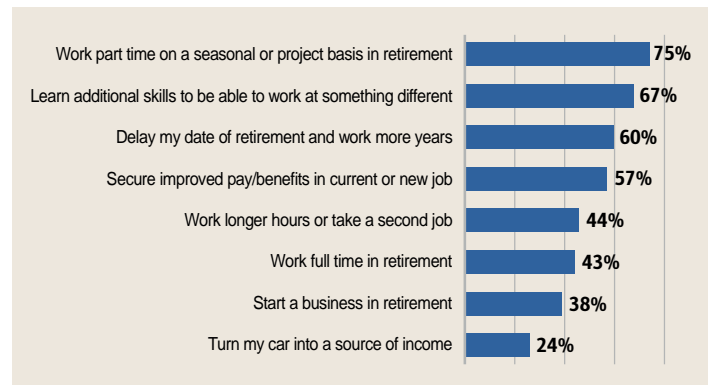 Work part time on a seasonal or project basis in retirement 75%
Learn additional skills to be able to work at something different 67%
Delay my date of retirement and work more years 60%
Secure improved pay/benefits in current or new job 57%
Work longer hours or take a second job 44%
Work full time in retirement 43%
Start a business in retirement 38%
Turn my car into a source of income 24%